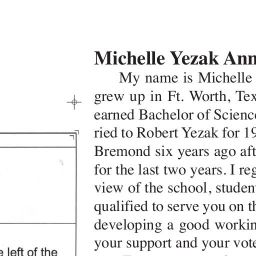 Michelle Yezak Ann
My name is Michelle
grew up in Ft. Worth, Tex
earned Bachelor of Science
ried to Robert Yezak for 19
Bremond six years ago aft
for the last two years. I reg
view of the school, student
qualified to serve you on th
developing a good workin
your support and your vote
e left of the